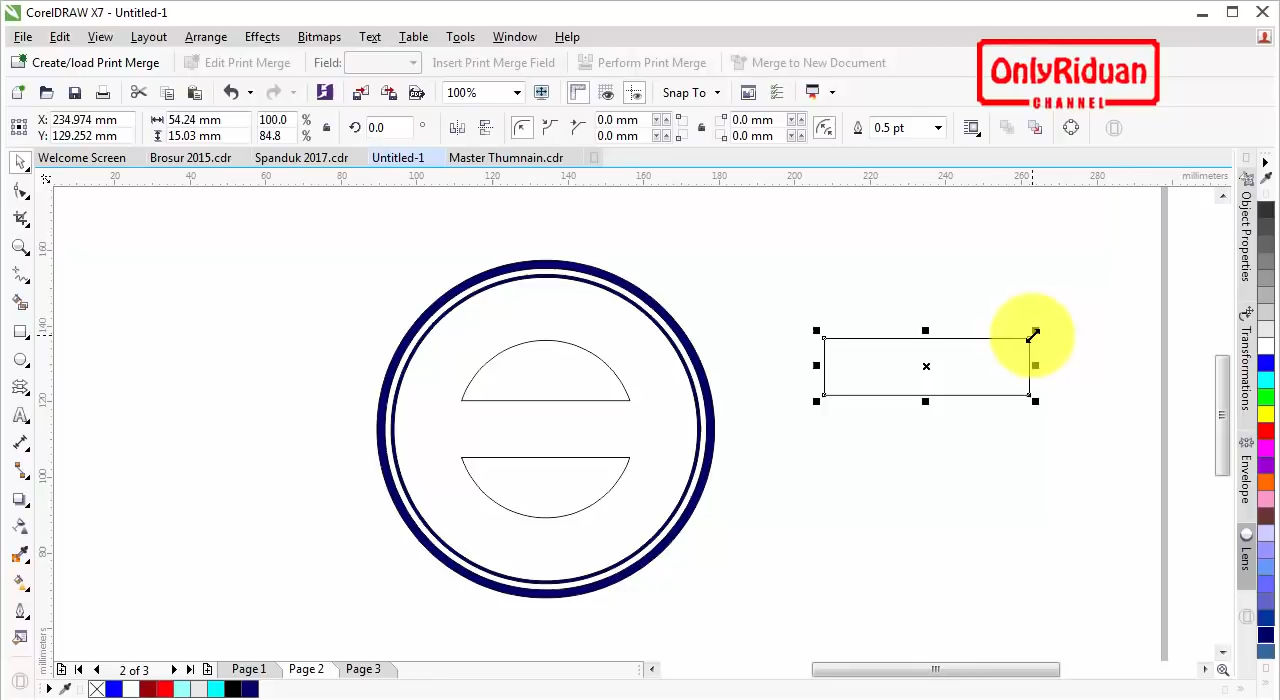 CorelDRAW X7 - Untitled-1
File Edit View Layout Arrange Effects Bitmaps Text Table Tools Window Help
Create/load Print Merge Edit Print Merge Field: Insert Print Merge Field Perform Print Merge Merge to New Document
OnlyRiduan
CHANNEL
100% Snap To
X: 234.974 mm 54.24 mm 100.0 % 0.0 ° 0.0 mm 0.0 mm 0.5 pt
Y: 129.252 mm 15.03 mm 84.8 % 0.0 mm 0.0 mm
Welcome Screen Brosur 2015.cdr Spanduk 2017.cdr Untitled-1 Master Thumnain.cdr
20 40 60 80 100 120 140 160 180 200 220 240 260 280 millimeters
160
140
120
100
80
millimeters
Object Properties
Transformations
Envelope
Lens
2 of 3 Page 1 Page 2 Page 3